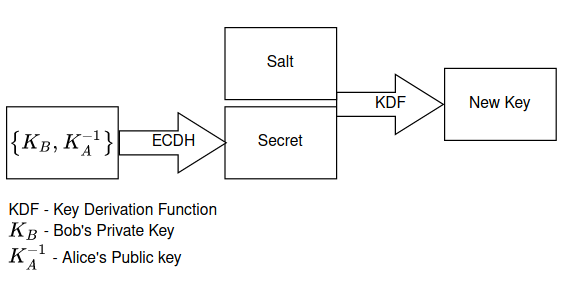 Salt
KDF
New Key
{K_B, K_A^{-1}}
ECDH
Secret
KDF - Key Derivation Function
K_B - Bob's Private Key
K_A^{-1} - Alice's Public key